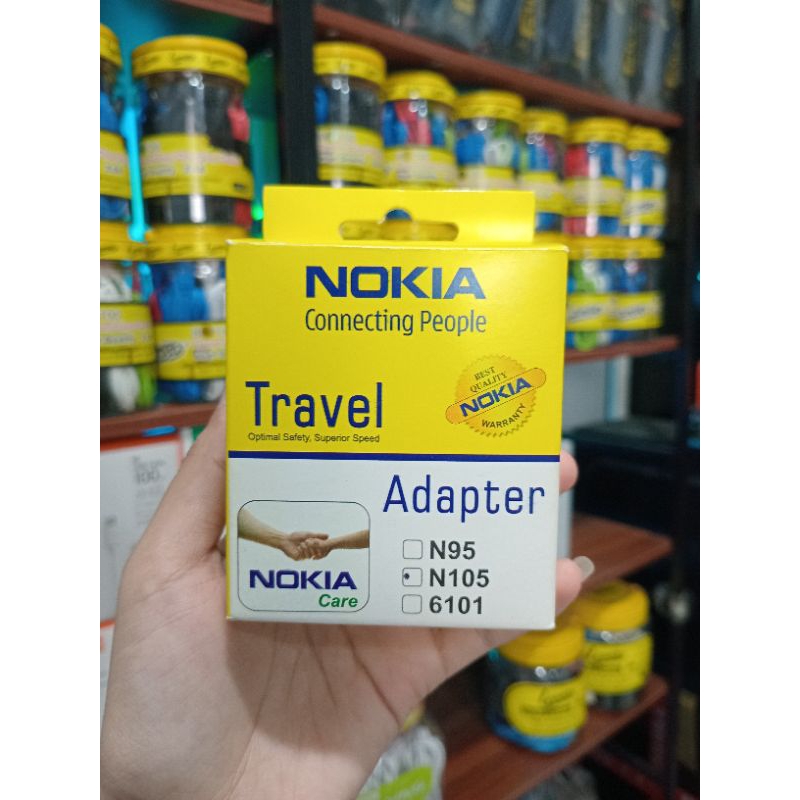 NOKIA
Connecting People
BEST
QUALITY
NOKIA
WARRANTY
Travel
Optimal Safety, Superior Speed
Adapter
NOKIA
Care
N95
N105
6101